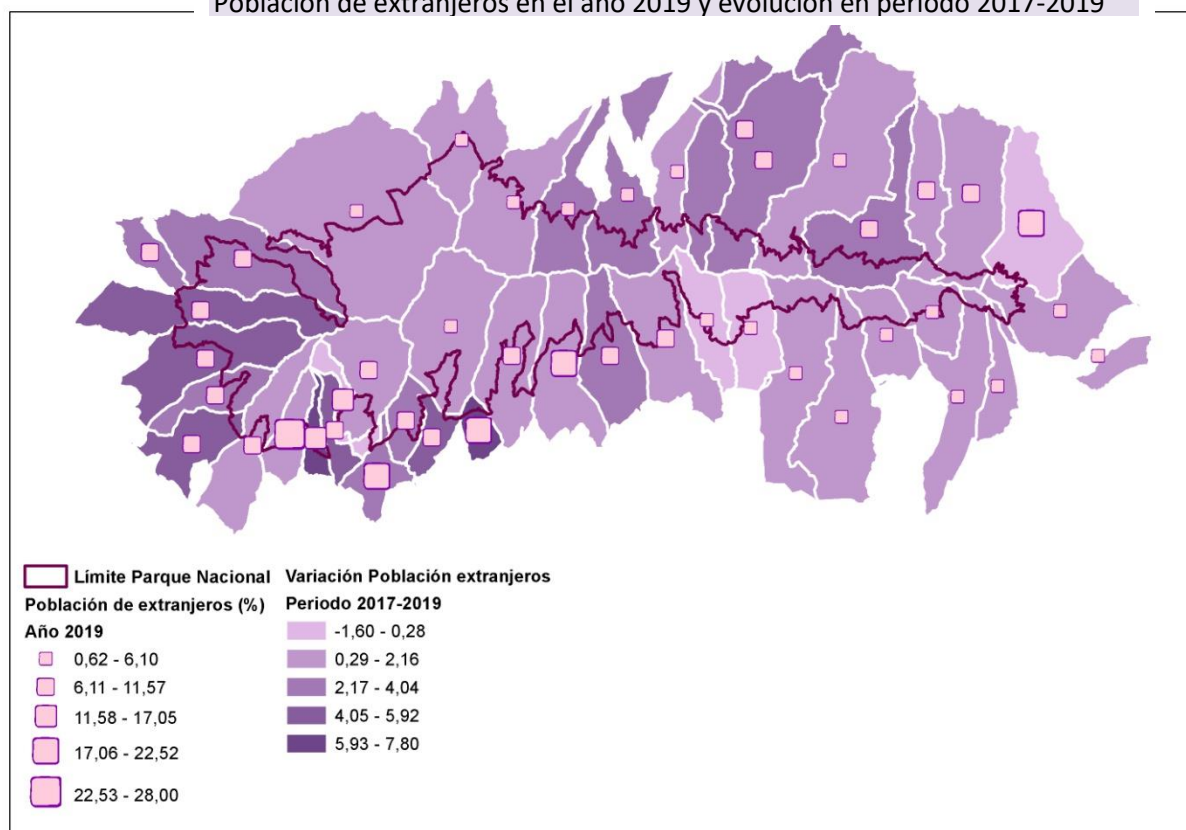 Población de extranjeros en el año 2019 y evolución en periodo 2017-2019
Límite Parque Nacional
Población de extranjeros (%)
Año 2019
0,62 - 6,10
6,11 - 11,57
11,58 - 17,05
17,06 - 22,52
22,53 - 28,00
Variación Población extranjeros
Periodo 2017-2019
-1,60 - 0,28
0,29 - 2,16
2,17 - 4,04
4,05 - 5,92
5,93 - 7,80